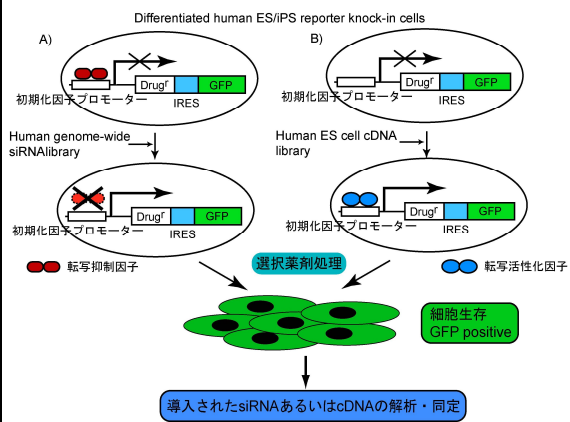 Differentiated human ES/iPS reporter knock-in cells
A)
Drugr
GFP
初期化因子プロモーター
IRES
Human genome-wide
siRNAlibrary
Drugr
GFP
初期化因子プロモーター
IRES
転写抑制因子
B)
Drugr
GFP
初期化因子プロモーター
IRES
Human ES cell cDNA
library
Drugr
GFP
初期化因子プロモーター
IRES
転写活性化因子
選択薬剤処理
細胞生存
GFP positive
導入されたsiRNAあるいはcDNAの解析・同定